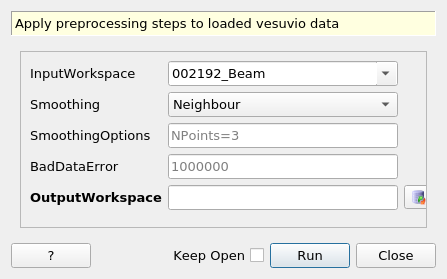 Apply preprocessing steps to loaded vesuvio data
InputWorkspace 002192_Beam
Smoothing Neighbour
SmoothingOptions NPoints=3
BadDataError 1000000
OutputWorkspace
? Keep Open Run Close